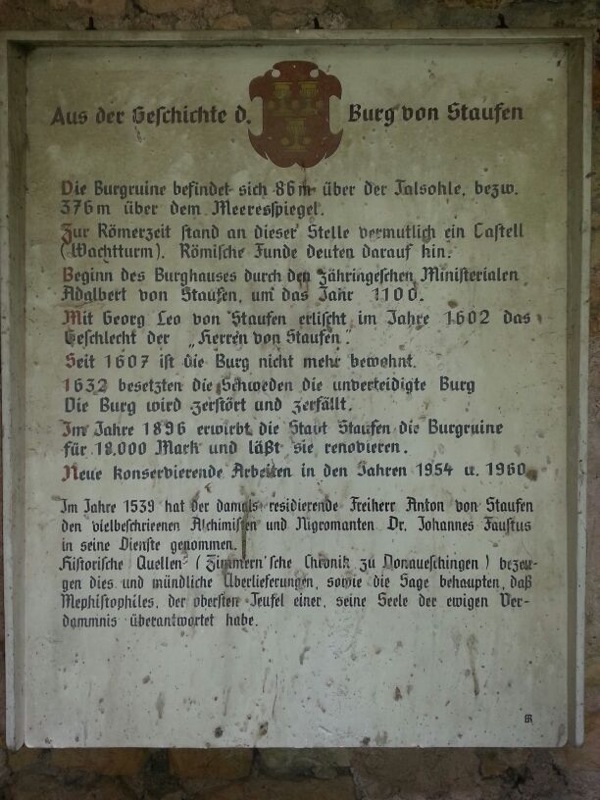 Aus der Geschichte d. Burg von Staufen
Die Burgruine befindet sich 86m über der Talsohle, bezw.
376m über dem Meeresspiegel.
Zur Römerzeit stand an dieser Stelle vermutlich ein Castell
(Wachtturm). Römische Funde deuten darauf hin.
Beginn des Burghauses durch den zähringeschen Ministerialen
Adalbert von Staufen, um das Jahr 1100.
Mit Georg Leo von Staufen erlischt im Jahre 1602 das
Geschlecht der „Herren von Staufen".
Seit 1607 ist die Burg nicht mehr bewohnt.
1632 besetzten die Schweden die unverteidigte Burg
Die Burg wird zerstört und zerfällt.
Im Jahre 1896 erwirbt die Stadt Staufen die Burgruine
für 18,000 Mark und läßt sie renovieren.
Neue konservierende Arbeiten in den Jahren 1954 u. 1960.
Im Jahre 1539 hat der damals residierende Freiherr Anton von Staufen
den vielbeschrieenen Alchimisten und Nigromanten Dr. Johannes Faustus
in seine Dienste genommen.
Historische Quellen (Zimmern'sche Chronik zu Donaueschingen) bezeu-
gen dies und mündliche Überlieferungen, sowie die Sage behaupten, daß
Mephistophiles, der obersten Teufel einer, seine Seele der ewigen Ver-
dammnis überantwortet habe.